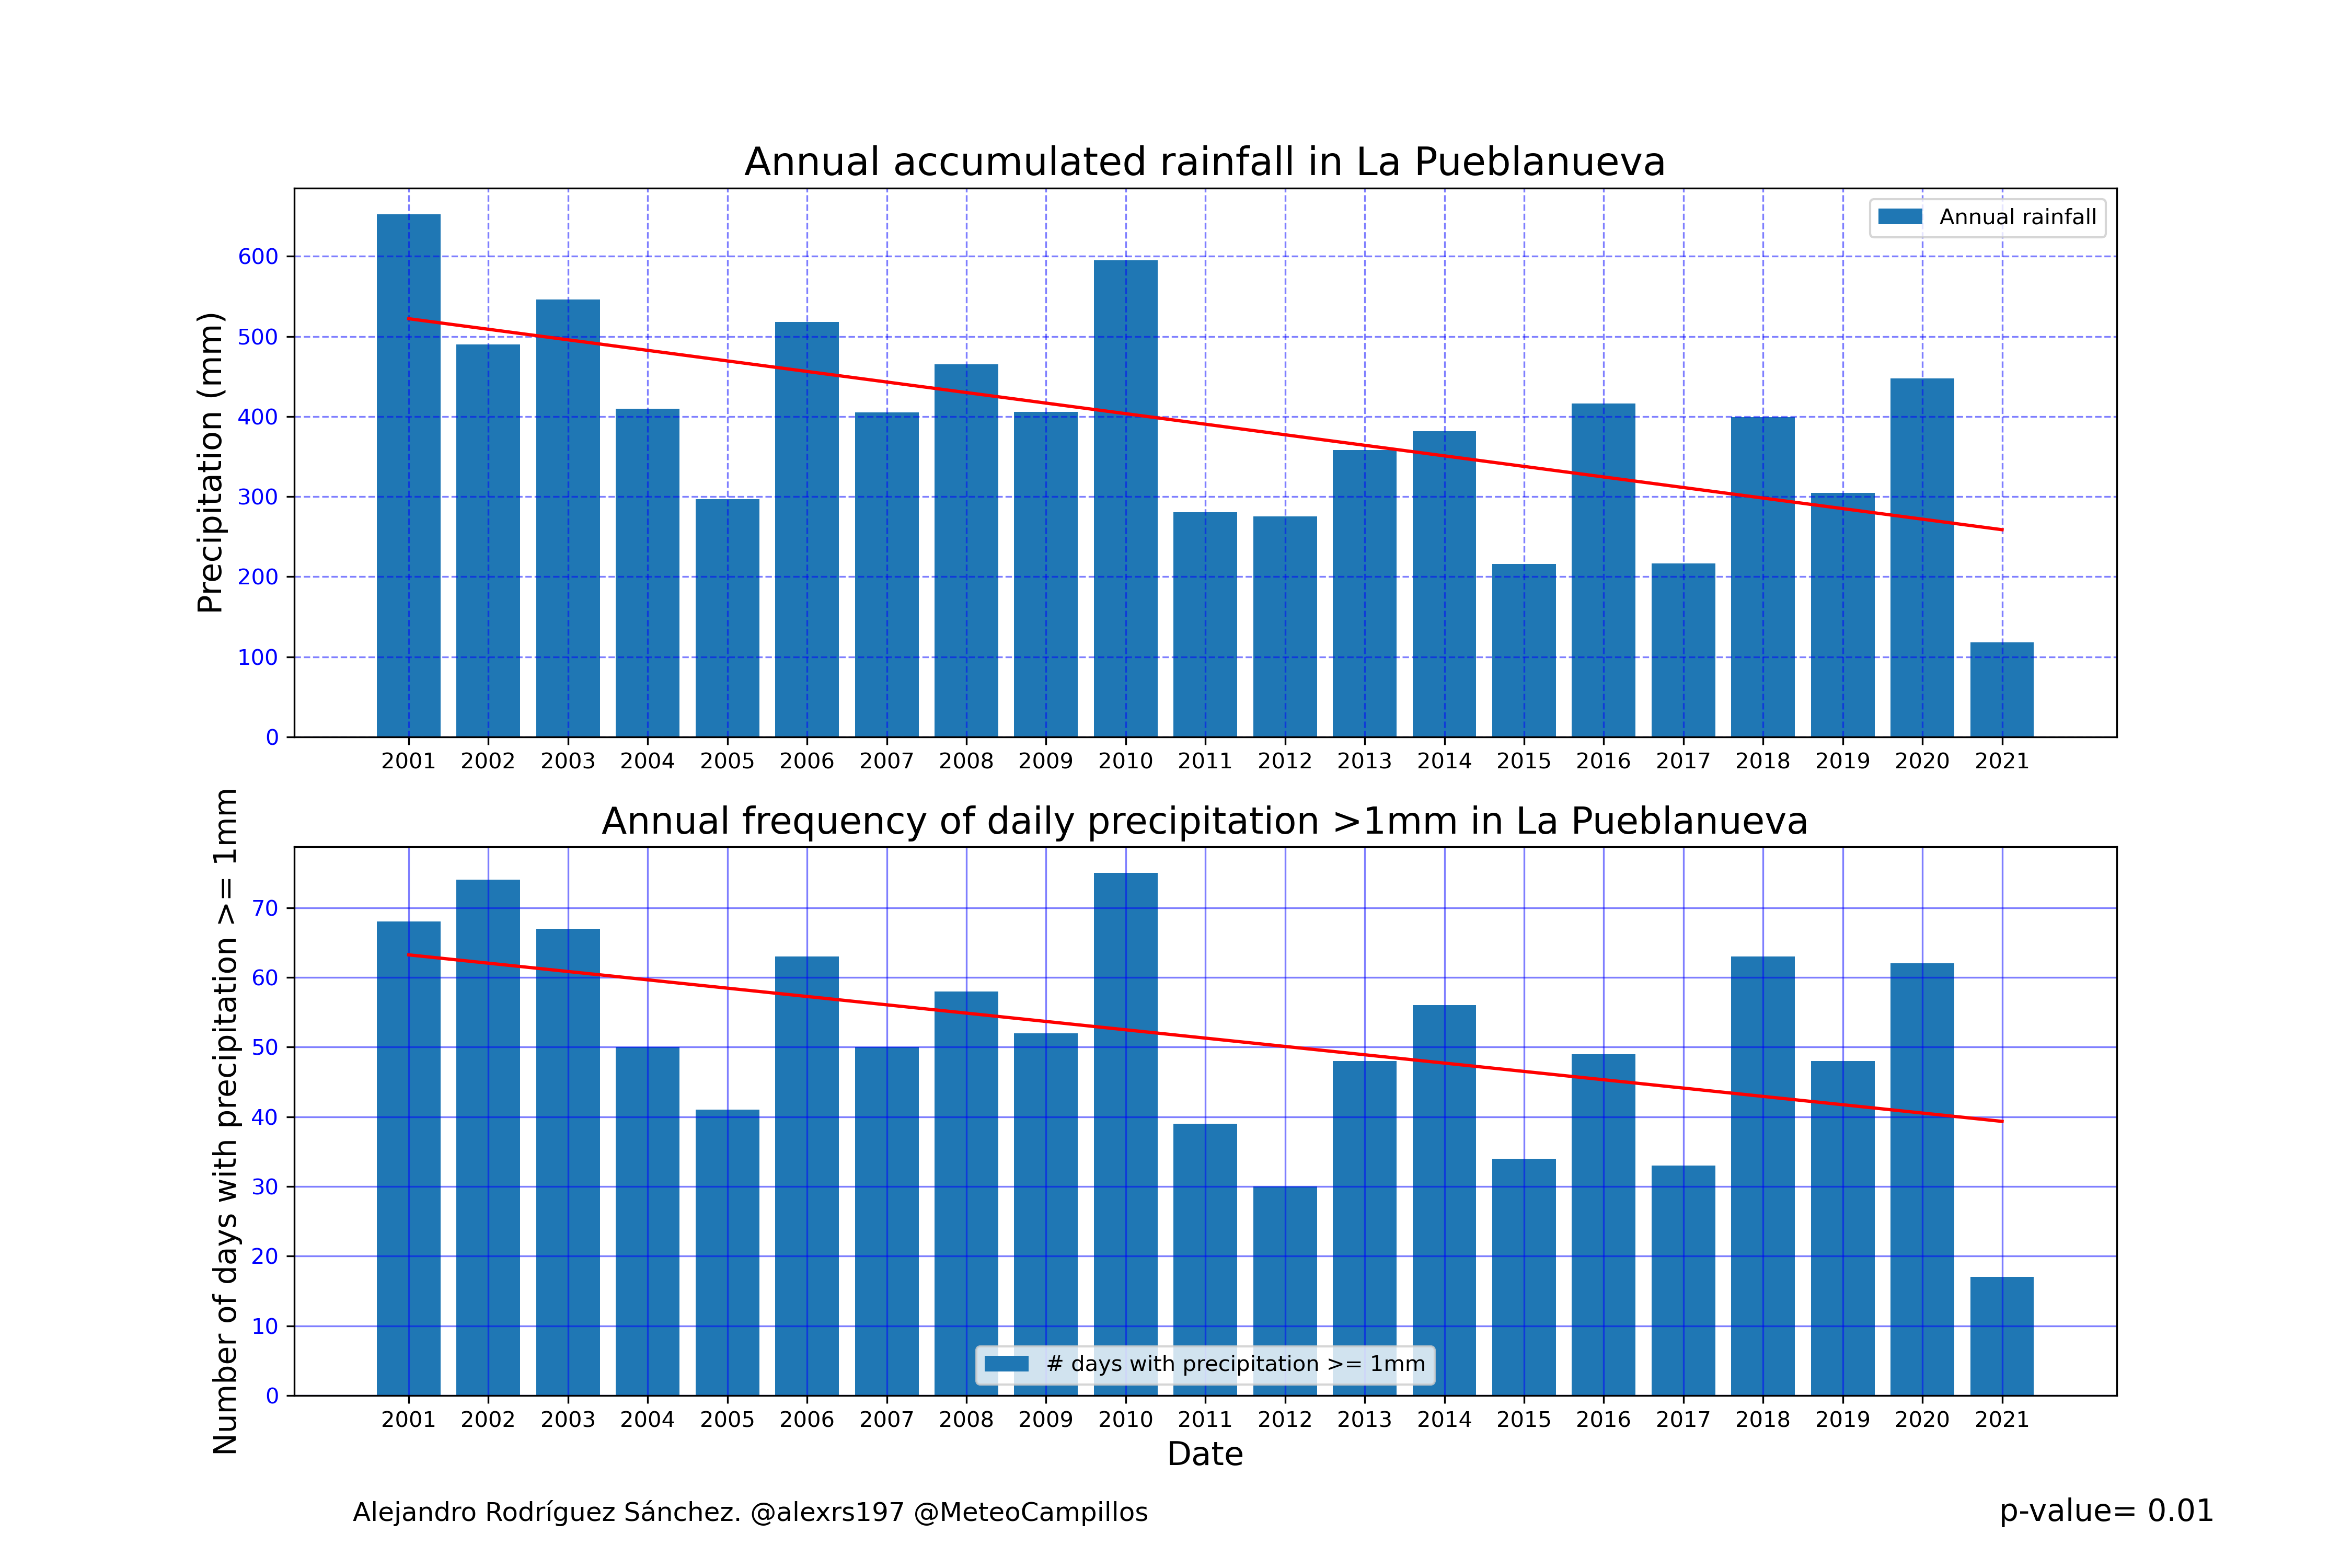 Annual accumulated rainfall in La Pueblanueva
Precipitation (mm)
600
500
400
300
200
100
0
Annual rainfall
2001 2002 2003 2004 2005 2006 2007 2008 2009 2010 2011 2012 2013 2014 2015 2016 2017 2018 2019 2020 2021
Annual frequency of daily precipitation >1mm in La Pueblanueva
Number of days with precipitation >= 1mm
70
60
50
40
30
20
10
0
# days with precipitation >= 1mm
2001 2002 2003 2004 2005 2006 2007 2008 2009 2010 2011 2012 2013 2014 2015 2016 2017 2018 2019 2020 2021
Date
Alejandro Rodríguez Sánchez. @alexrs197 @MeteoCampillos
p-value= 0.01